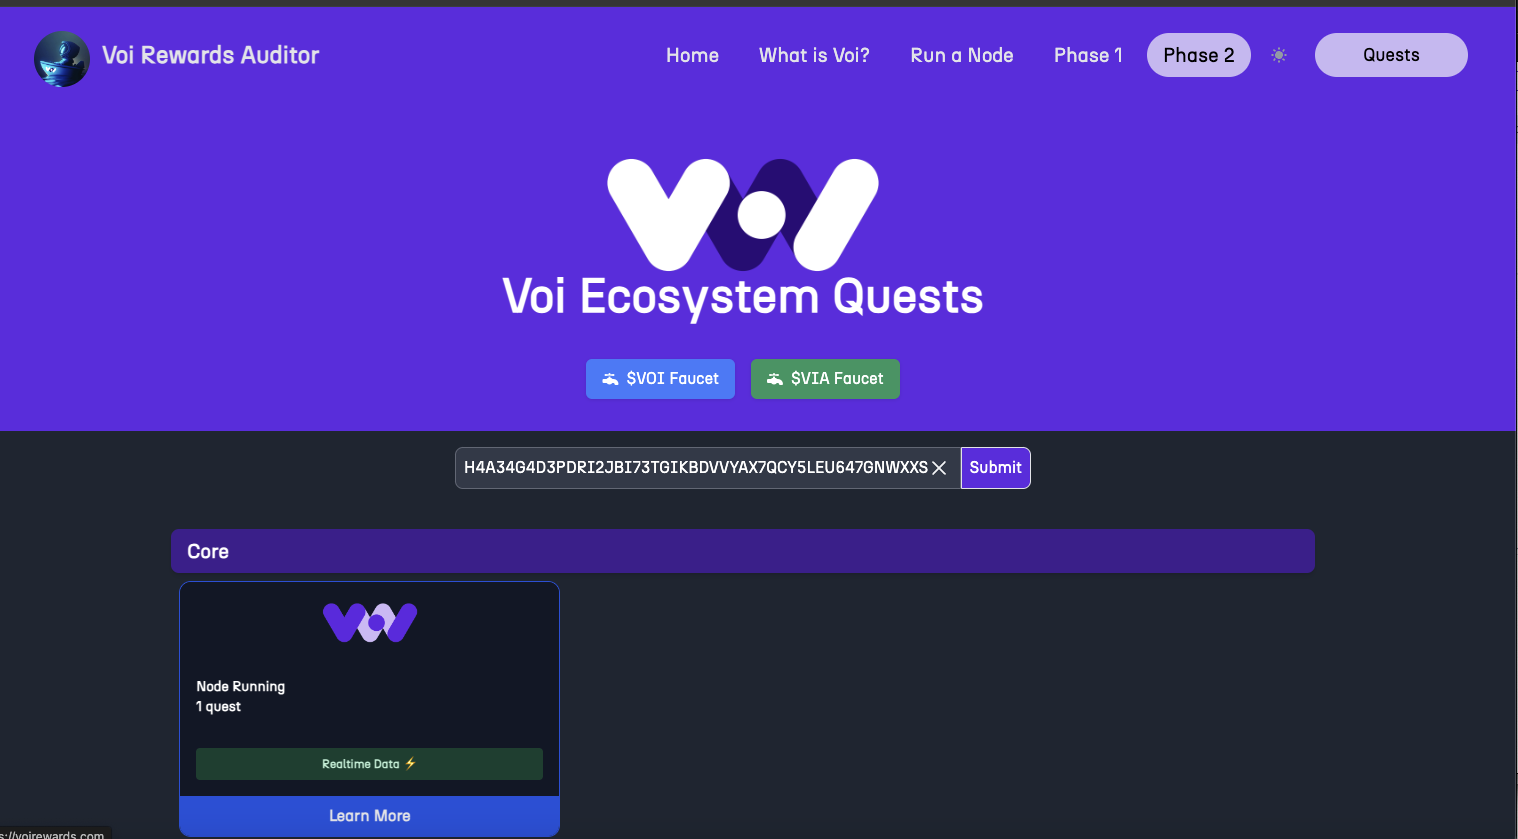 Voi Rewards Auditor
Home What is Voi? Run a Node Phase 1 Phase 2 Quests
Voi Ecosystem Quests
$VOI Faucet $VIA Faucet
H4A34G4D3PDRI2JBI73TGIKBDVVYAX7QCY5LEU647GNWXXS Submit
Core
Node Running
1 quest
Realtime Data ⚡
Learn More
s://voirewards.com